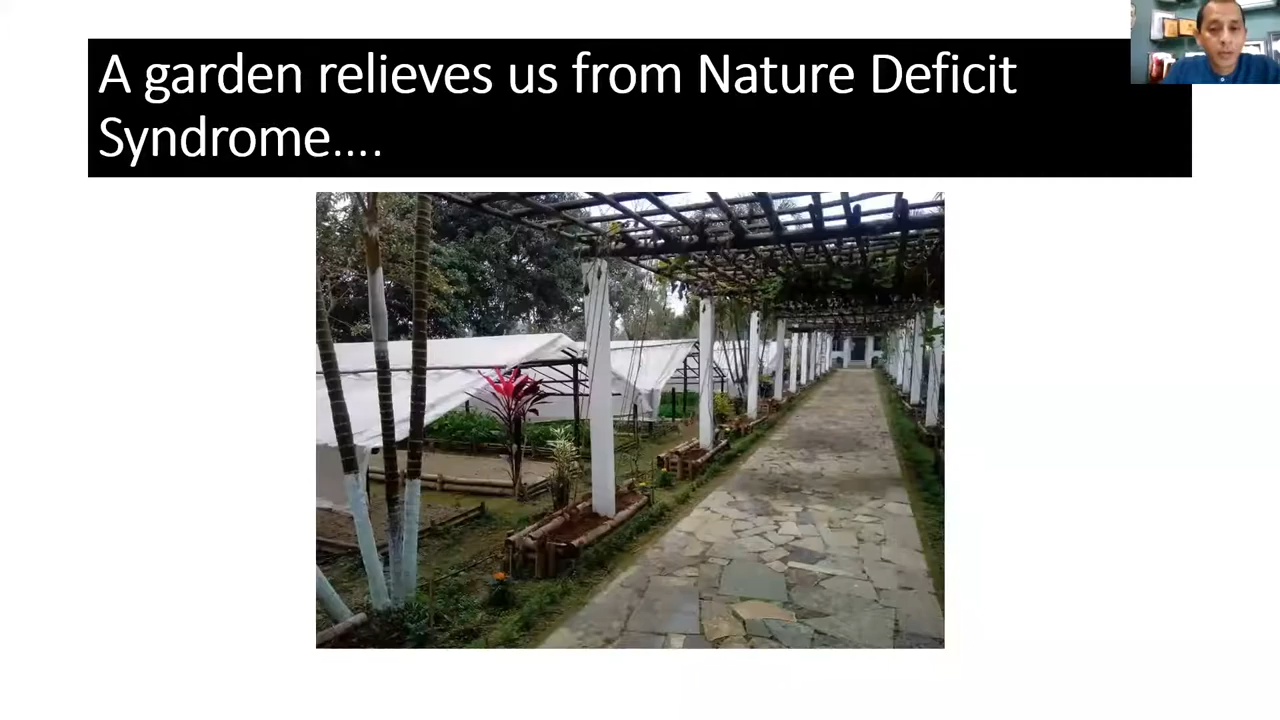 A garden relieves us from Nature Deficit
Syndrome....